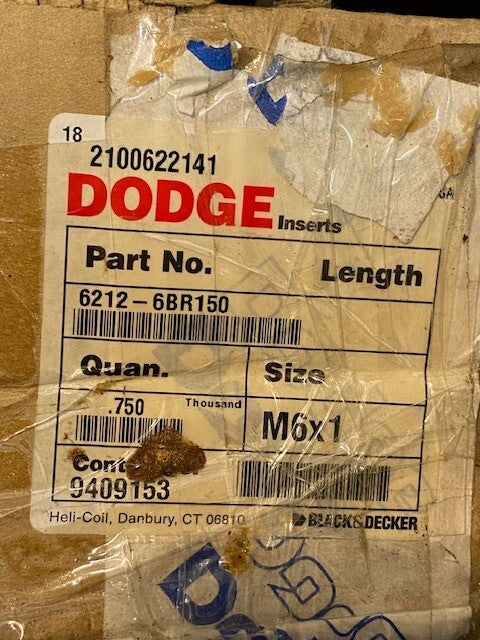 18
2100622141
DODGE Inserts
Part No. Length
6212-6BR150
Quan. Size
.750 Thousand
M6x1
Cont
9409153
Heli-Coil, Danbury, CT 06810 BLACK&DECKER